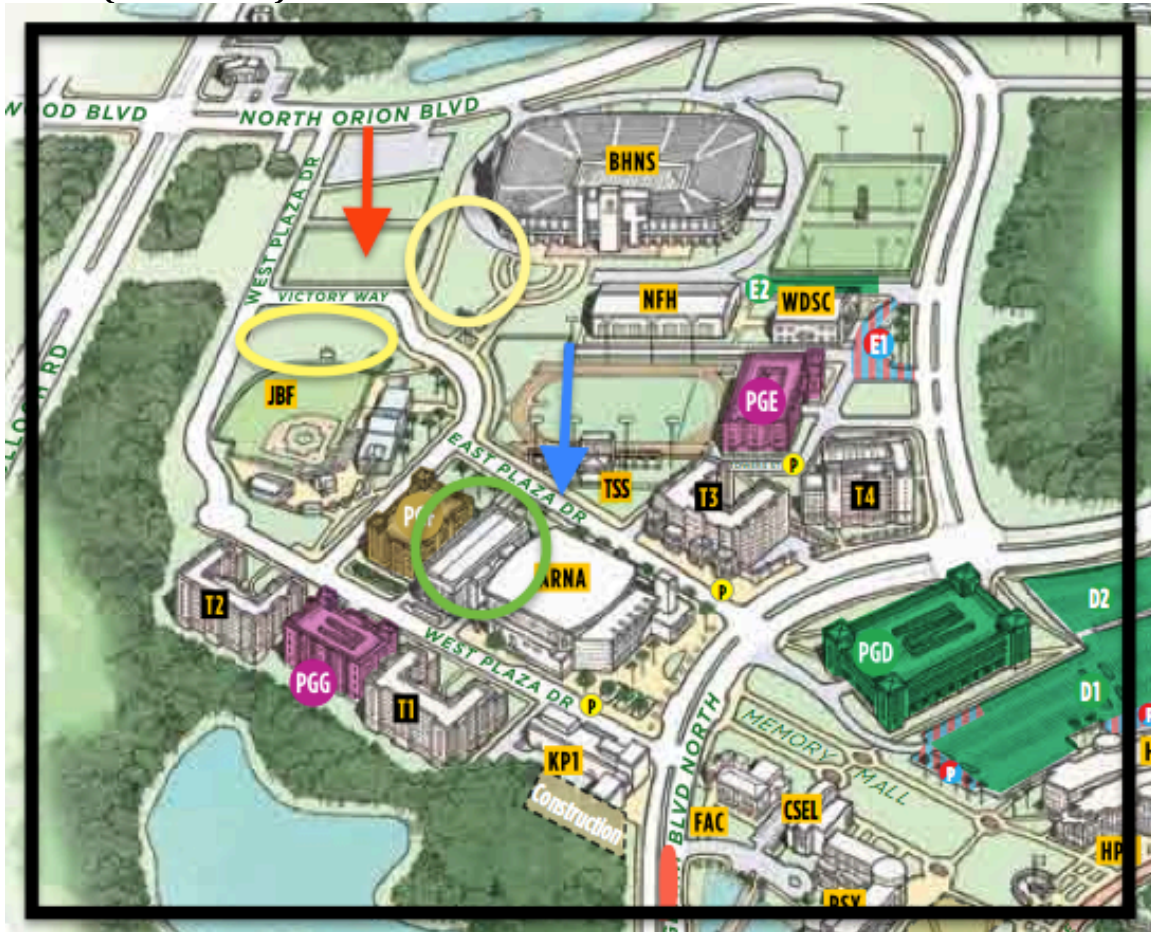 OD BLVD
NORTH ORION BLVD
BHNS
WEST PLAZA DR
VICTORY WAY
NFH
E2
WDSC
E1
JBF
PGE
EAST PLAZA DR
P
TSS
T3
T4
ARNA
P
D2
T2
WEST PLAZA DR
PGD
PGG
T1
P
D1
KP1
MEMORY
MALL
P
Construction
FAC
CSEL
BLVD NORTH
HP
PSY